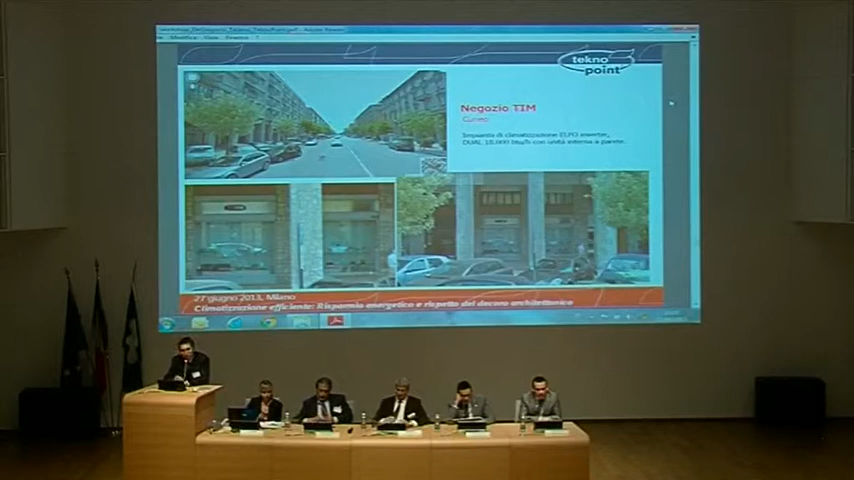 tekno
point
Negozio TIM
Cuneo
Impianto di climatizzazione ELFO inverter,
DUAL 18.000 btu/h con unità interna a parete.
27 giugno 2013, Milano
Climatizzazione efficiente: Risparmio energetico e rispetto del decoro architettonico